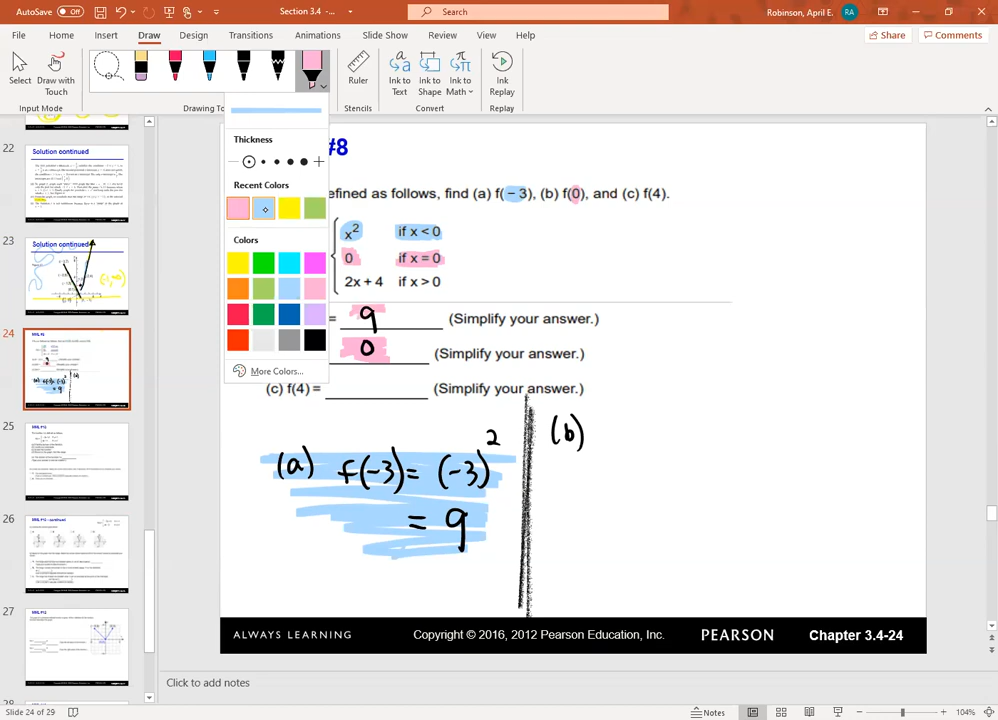 AutoSave Off Section 3.4 -... Search Robinson, April E. RA
File Home Insert Draw Design Transitions Animations Slide Show Review View Help Share Comments
Select Draw with Touch Ruler Ink to Text Ink to Shape Ink to Math Ink Replay
Input Mode Drawing To Stencils Convert Replay
Thickness
Recent Colors
Colors
More Colors...
22
Solution continued
23
Solution continued
24
25
26
27
28
#8
efined as follows, find (a) f(− 3), (b) f(0), and (c) f(4).
x² if x < 0
0 if x = 0
2x + 4 if x > 0
= 9 (Simplify your answer.)
0 (Simplify your answer.)
(c) f(4) = (Simplify your answer.)
(a) f(-3) = (-3)²
= 9
(b)
ALWAYS LEARNING Copyright © 2016, 2012 Pearson Education, Inc. PEARSON Chapter 3.4-24
Click to add notes
Slide 24 of 29 Notes 104%